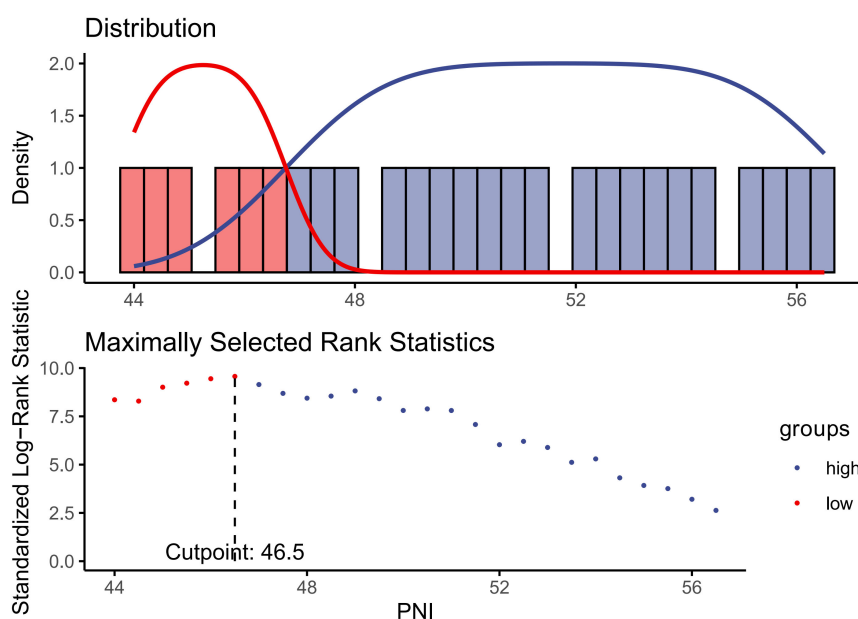 Distribution
Density
2.0
1.5
1.0
0.5
0.0
44 48 52 56
Maximally Selected Rank Statistics
Standardized Log−Rank Statistic
10.0
7.5
5.0
2.5
0.0
Cutpoint: 46.5
44 48 52 56
PNI
groups
high
low